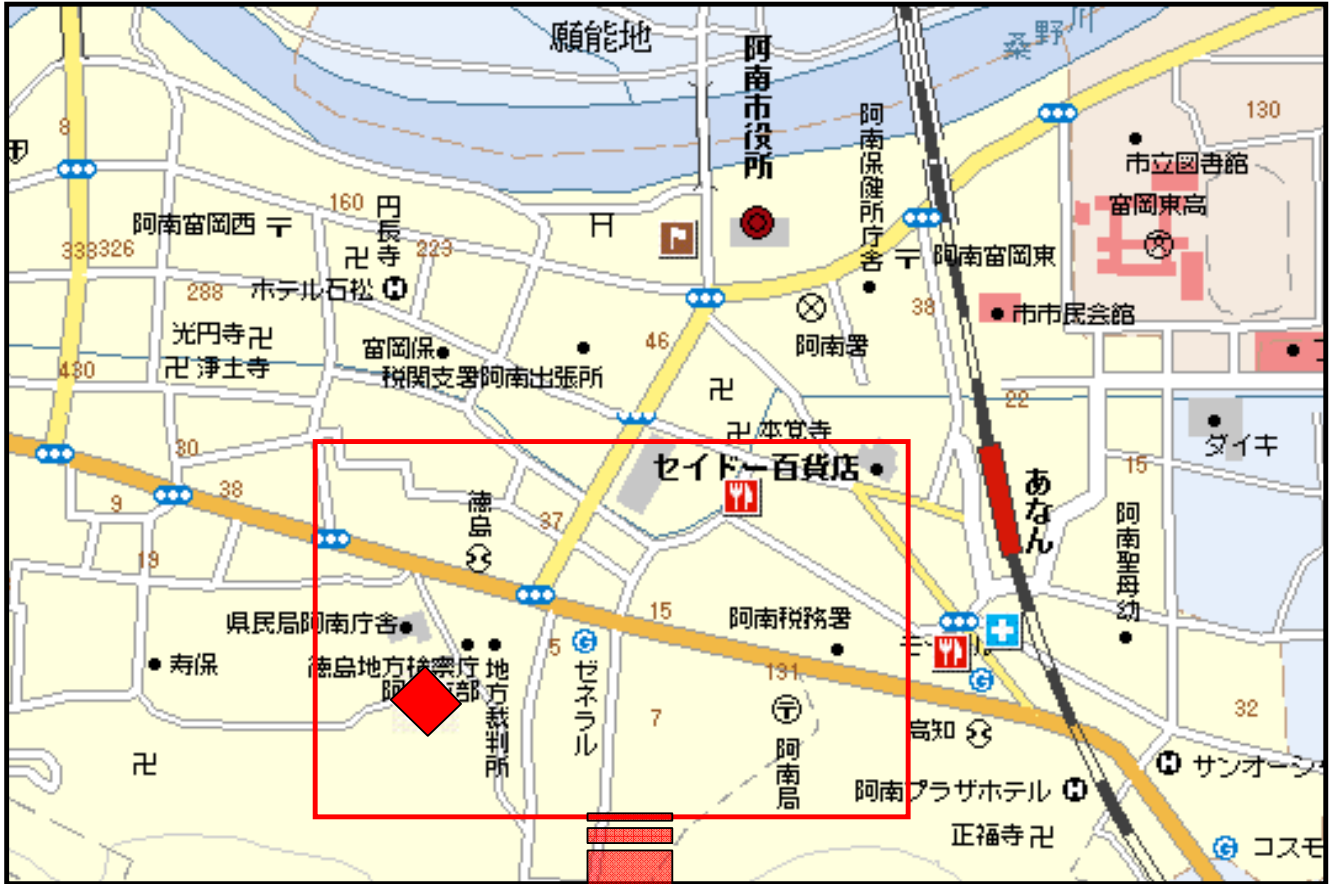 願能地
桑野川
阿南市役所
阿南保健所庁舎
130
市立図書館
富岡東高
8
160
円長寺
阿南富岡西
223
338
326
阿南富岡東
288
ホテル石松
38
市市民会館
光円寺
浄土寺
富岡保
46
阿南署
税関支署阿南出張所
430
22
本覚寺
ダイキ
30
セイドー百貨店
15
38
9
徳島
37
あなん
阿南聖母幼
19
15
阿南税務署
県民局阿南庁舎
5
寿保
徳島地方検察庁
地方裁判所
ゼネラル
191
7
32
高知
阿南局
サンオーシ
阿南プラザホテル
正福寺
コスモ